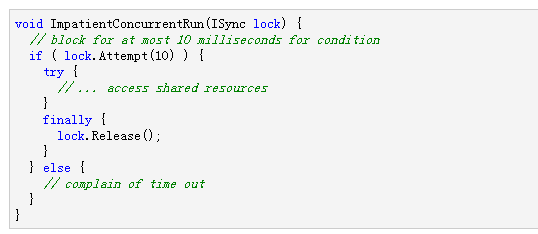 void ImpatientConcurrentRun(ISync lock) {
  // block for at most 10 milliseconds for condition
  if ( lock.Attempt(10) ) {
    try {
      // ... access shared resources
    }
    finally {
      lock.Release();
    }
  } else {
    // complain of time out
  }
}